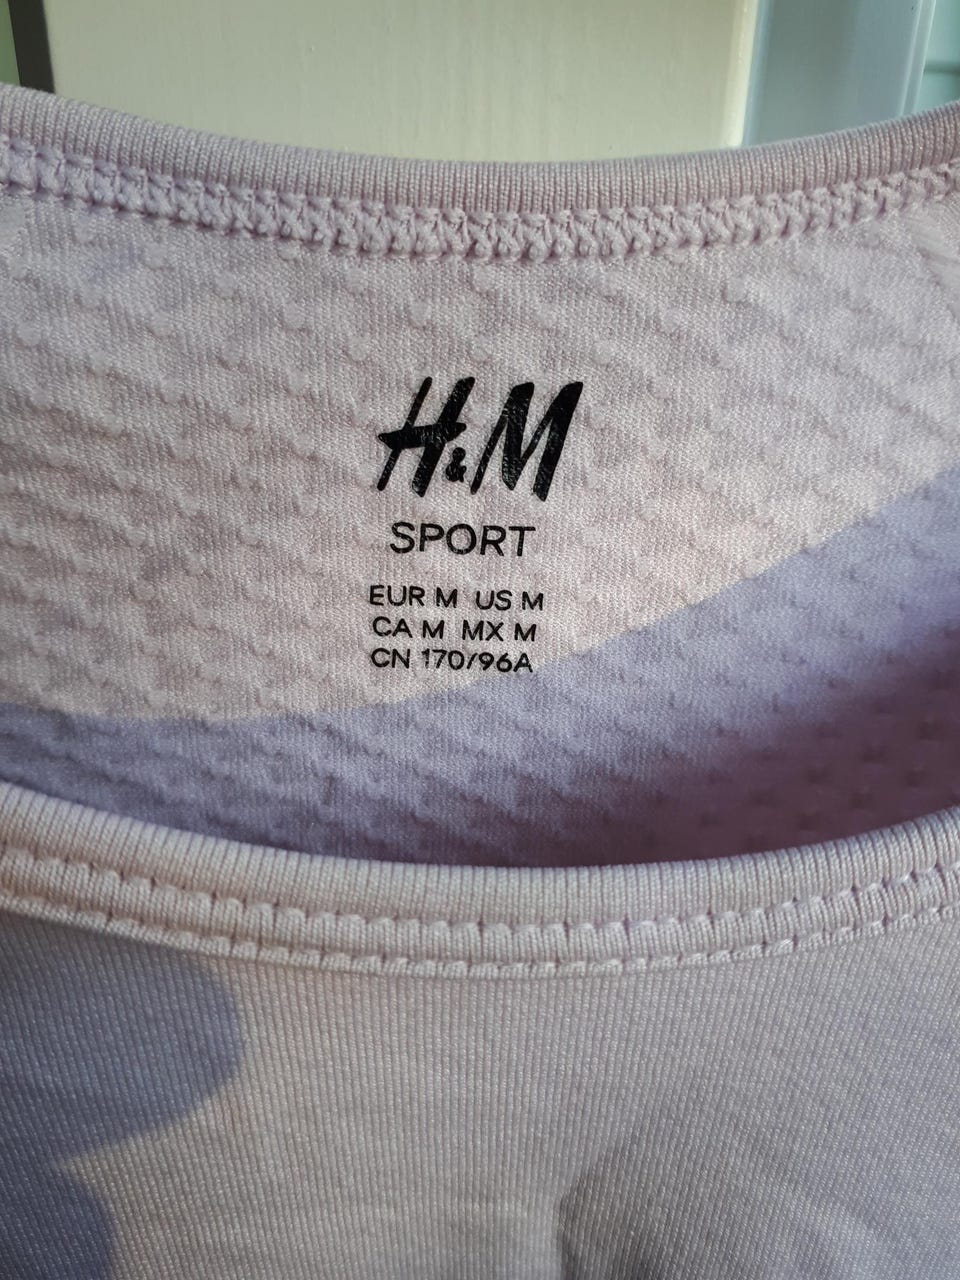 H&M
SPORT
EUR M US M
CA M MX M
CN 170/96A